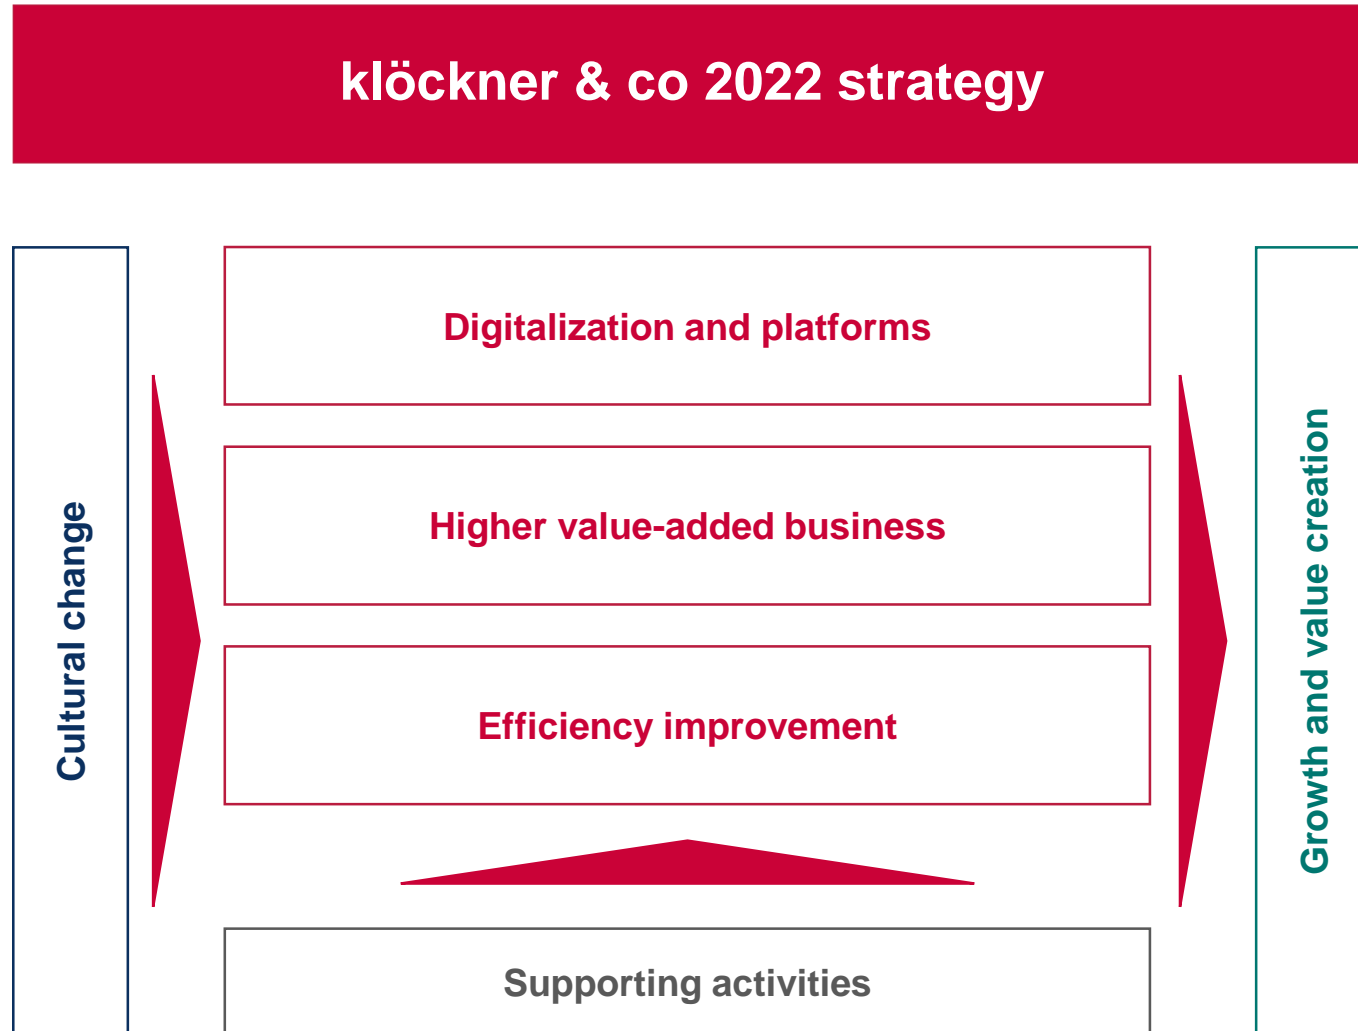 klöckner & co 2022 strategy
Cultural change
Digitalization and platforms
Higher value-added business
Efficiency improvement
Supporting activities
Growth and value creation